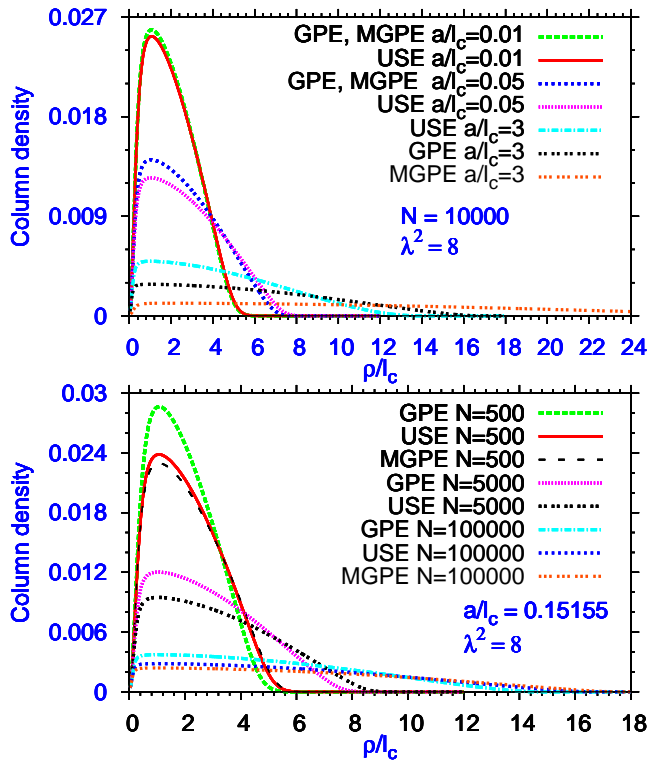 0.027
0.018
0.009
0
Column density
GPE, MGPE a/l_c=0.01
USE a/l_c=0.01
GPE, MGPE a/l_c=0.05
USE a/l_c=0.05
USE a/l_c=3
GPE a/l_c=3
MGPE a/l_c=3
N = 10000
λ² = 8
0 2 4 6 8 10 12 14 16 18 20 22 24
ρ/l_c
0.03
0.024
0.018
0.012
0.006
0
Column density
GPE N=500
USE N=500
MGPE N=500
GPE N=5000
USE N=5000
GPE N=100000
USE N=100000
MGPE N=100000
a/l_c = 0.15155
λ² = 8
0 2 4 6 8 10 12 14 16 18
ρ/l_c